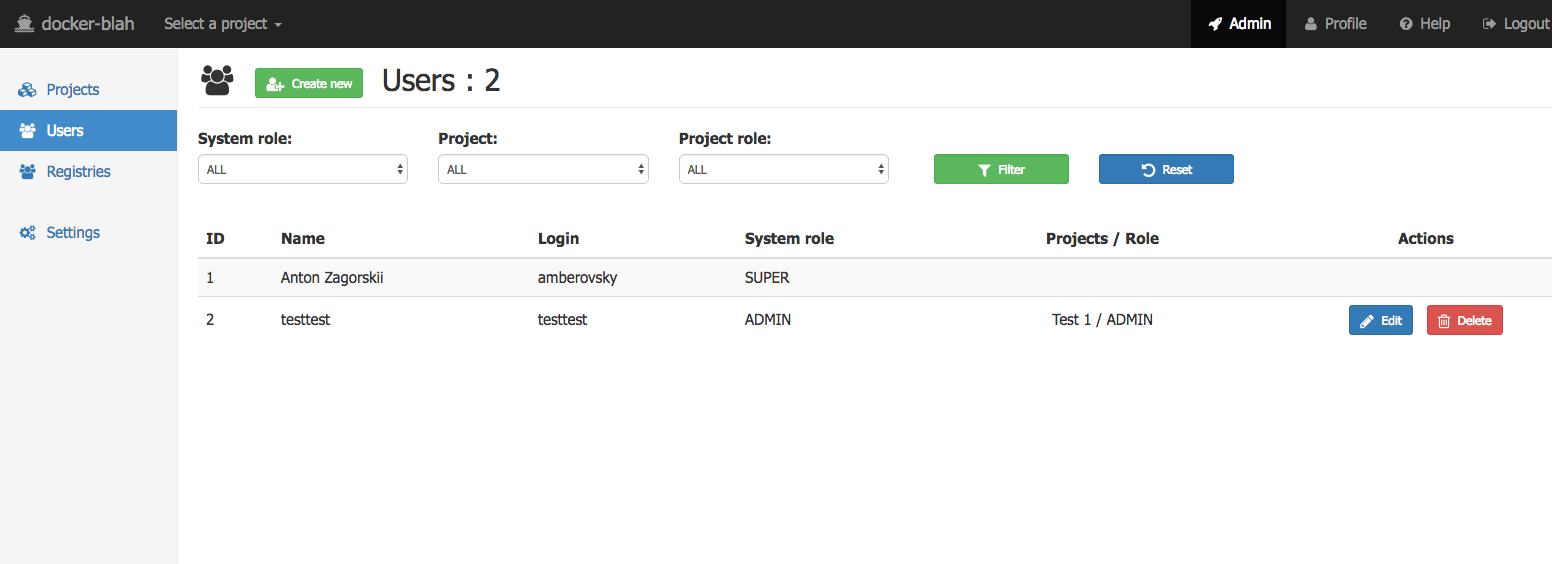 docker-blah Select a project Admin Profile Help Logout
Projects
Users
Registries
Settings
Create new Users : 2
System role: Project: Project role:
ALL ALL ALL Filter Reset
ID Name Login System role Projects / Role Actions
1 Anton Zagorskii amberovsky SUPER
2 testtest testtest ADMIN Test 1 / ADMIN Edit Delete